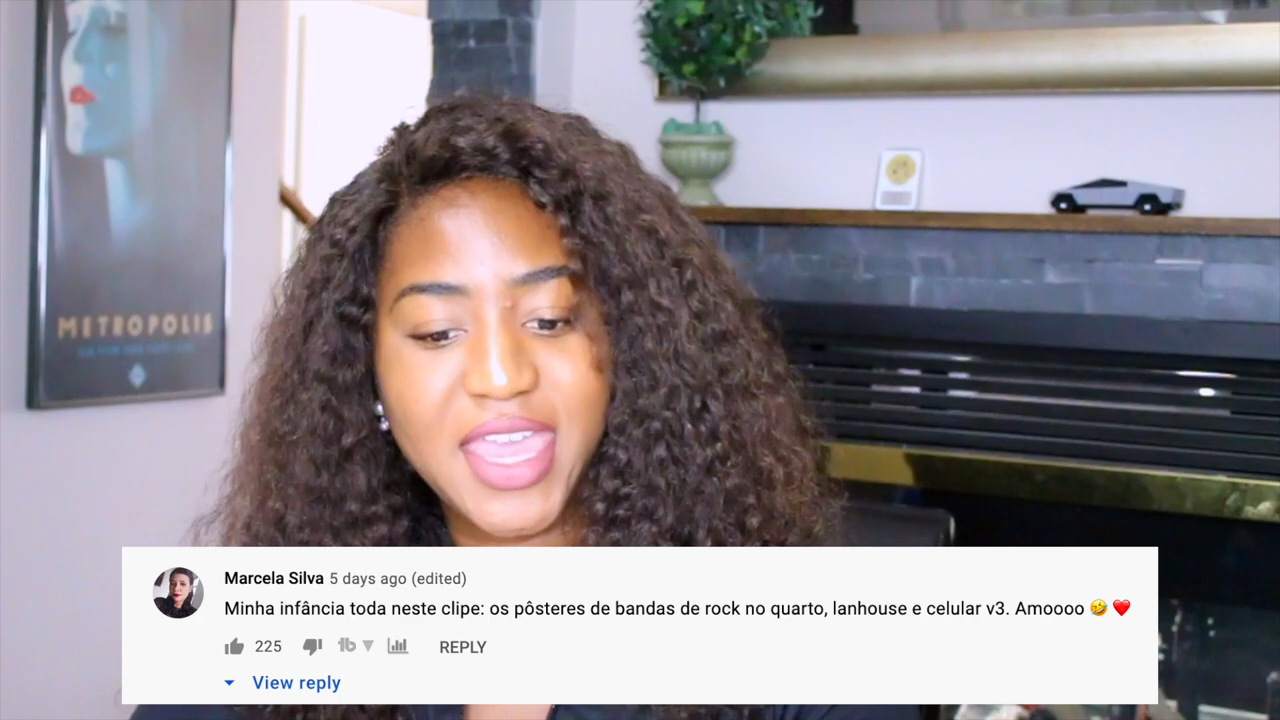 METROPOLIS
Marcela Silva 5 days ago (edited)
Minha infância toda neste clipe: os pôsteres de bandas de rock no quarto, lanhouse e celular v3. Amoooo 🤣 ❤️
225
REPLY
View reply